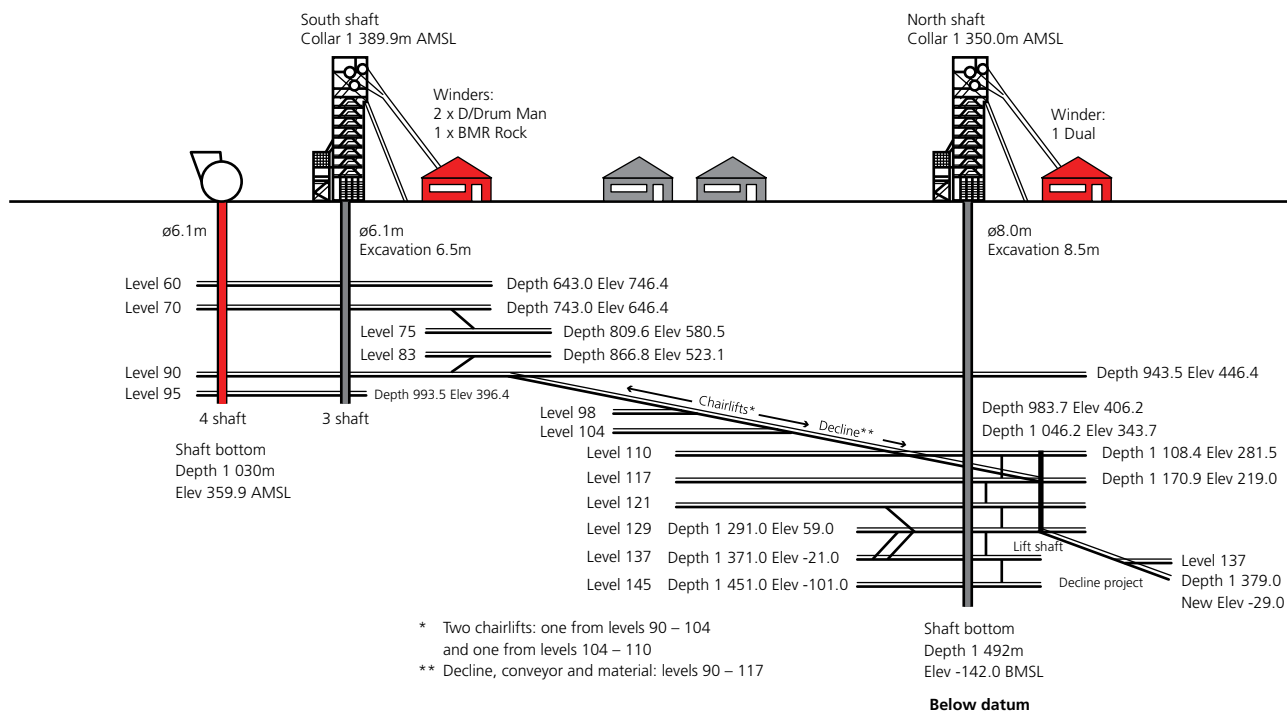 South shaft
Collar 1 389.9m AMSL
North shaft
Collar 1 350.0m AMSL
Winders:
2 x D/Drum Man
1 x BMR Rock
Winder:
1 Dual
ø6.1m
ø6.1m
Excavation 6.5m
ø8.0m
Excavation 8.5m
Level 60
Depth 643.0 Elev 746.4
Level 70
Depth 743.0 Elev 646.4
Level 75
Depth 809.6 Elev 580.5
Level 83
Depth 866.8 Elev 523.1
Level 90
Depth 943.5 Elev 446.4
Level 95
Depth 993.5 Elev 396.4
4 shaft
3 shaft
Shaft bottom
Depth 1 030m
Elev 359.9 AMSL
Chairlifts*
Decline**
Level 98
Depth 983.7 Elev 406.2
Level 104
Depth 1 046.2 Elev 343.7
Level 110
Depth 1 108.4 Elev 281.5
Level 117
Depth 1 170.9 Elev 219.0
Level 121
Level 129
Depth 1 291.0 Elev 59.0
Lift shaft
Level 137
Depth 1 371.0 Elev -21.0
Level 137
Depth 1 379.0
New Elev -29.0
Level 145
Depth 1 451.0 Elev -101.0
Decline project
* Two chairlifts: one from levels 90 – 104
and one from levels 104 – 110
** Decline, conveyor and material: levels 90 – 117
Shaft bottom
Depth 1 492m
Elev -142.0 BMSL
Below datum